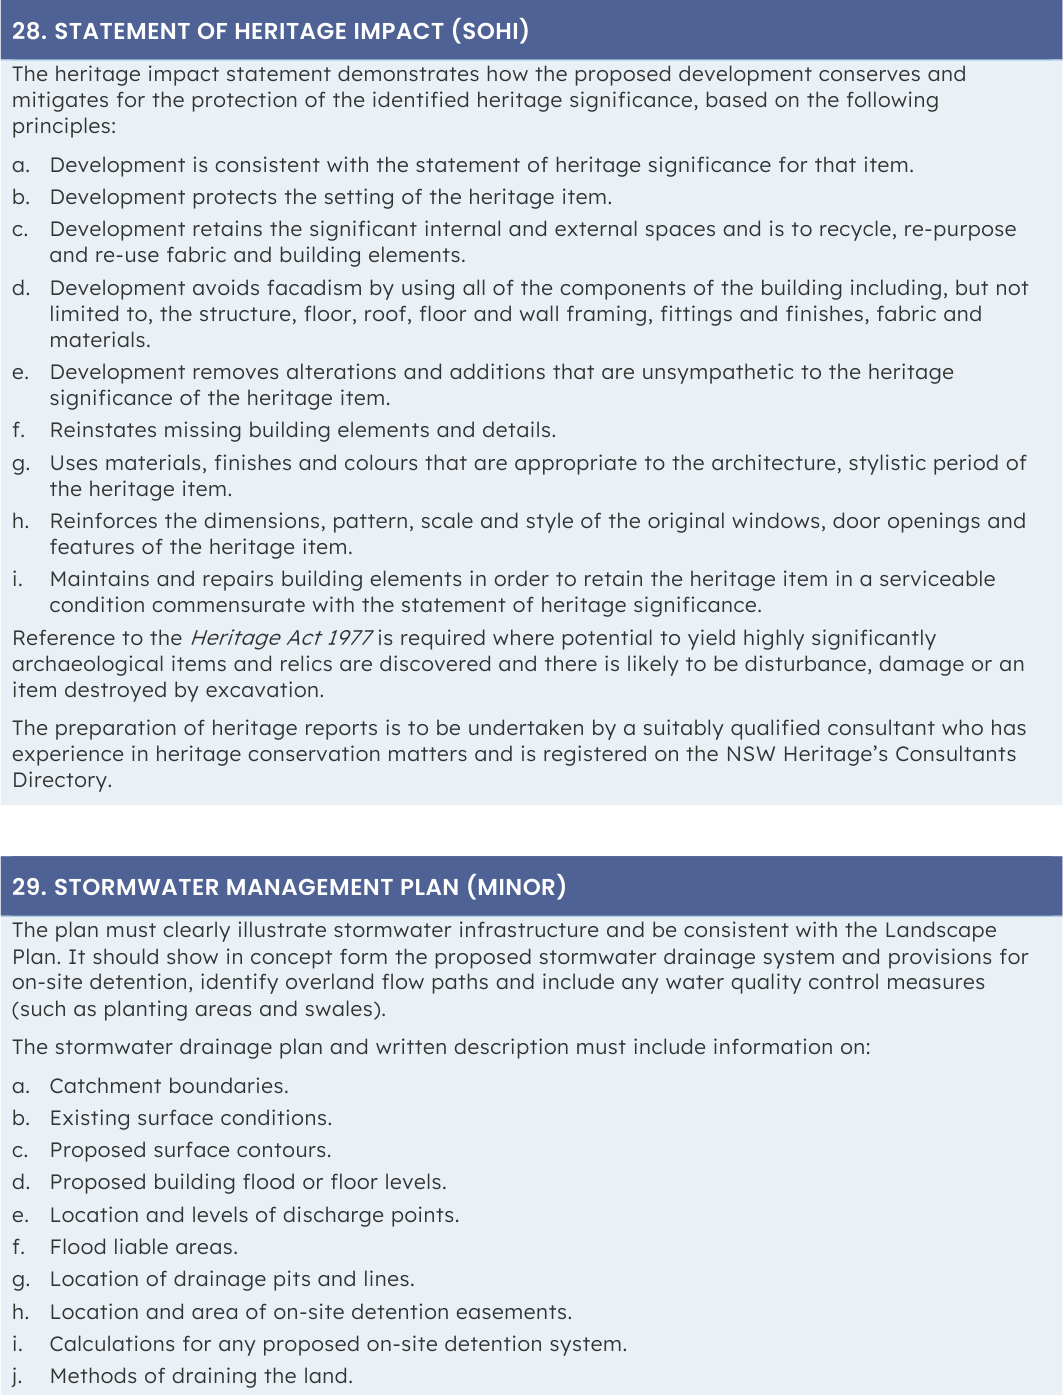 28. STATEMENT OF HERITAGE IMPACT (SOHI)
The heritage impact statement demonstrates how the proposed development conserves and
mitigates for the protection of the identified heritage significance, based on the following
principles:
a. Development is consistent with the statement of heritage significance for that item.
b. Development protects the setting of the heritage item.
c. Development retains the significant internal and external spaces and is to recycle, re-purpose
and re-use fabric and building elements.
d. Development avoids facadism by using all of the components of the building including, but not
limited to, the structure, floor, roof, floor and wall framing, fittings and finishes, fabric and
materials.
e. Development removes alterations and additions that are unsympathetic to the heritage
significance of the heritage item.
f. Reinstates missing building elements and details.
g. Uses materials, finishes and colours that are appropriate to the architecture, stylistic period of
the heritage item.
h. Reinforces the dimensions, pattern, scale and style of the original windows, door openings and
features of the heritage item.
i. Maintains and repairs building elements in order to retain the heritage item in a serviceable
condition commensurate with the statement of heritage significance.
Reference to the Heritage Act 1977 is required where potential to yield highly significantly
archaeological items and relics are discovered and there is likely to be disturbance, damage or an
item destroyed by excavation.
The preparation of heritage reports is to be undertaken by a suitably qualified consultant who has
experience in heritage conservation matters and is registered on the NSW Heritage’s Consultants
Directory.
29. STORMWATER MANAGEMENT PLAN (MINOR)
The plan must clearly illustrate stormwater infrastructure and be consistent with the Landscape
Plan. It should show in concept form the proposed stormwater drainage system and provisions for
on-site detention, identify overland flow paths and include any water quality control measures
(such as planting areas and swales).
The stormwater drainage plan and written description must include information on:
a. Catchment boundaries.
b. Existing surface conditions.
c. Proposed surface contours.
d. Proposed building flood or floor levels.
e. Location and levels of discharge points.
f. Flood liable areas.
g. Location of drainage pits and lines.
h. Location and area of on-site detention easements.
i. Calculations for any proposed on-site detention system.
j. Methods of draining the land.